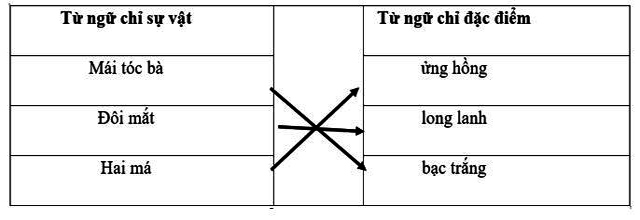 Từ ngữ chỉ sự vật Từ ngữ chỉ đặc điểm
Mái tóc bà ửng hồng
Đôi mắt long lanh
Hai má bạc trắng